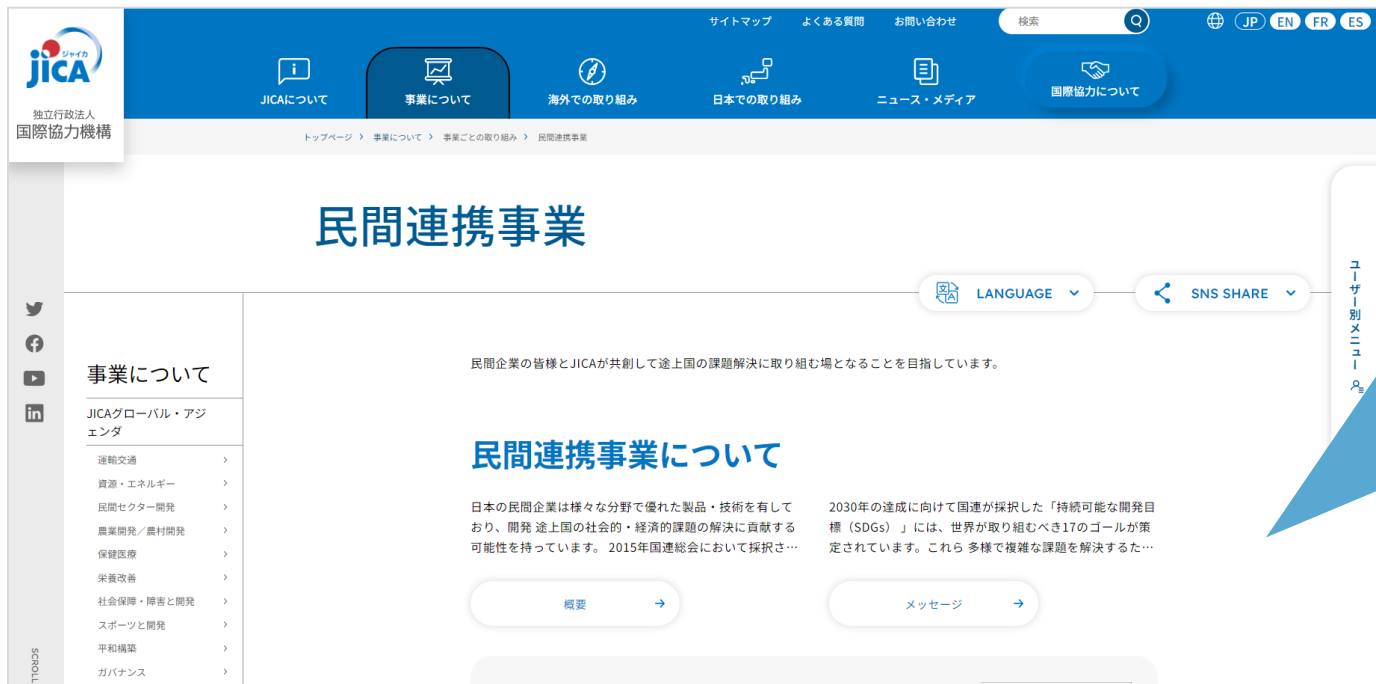 サイトマップ よくある質問 お問い合わせ 検索 JP EN FR ES
ジャイカ
jICA
独立行政法人
国際協力機構
JICAについて 事業について 海外での取り組み 日本での取り組み ニュース・メディア 国際協力について
トップページ > 事業について > 事業ごとの取り組み > 民間連携事業
民間連携事業
LANGUAGE SNS SHARE
ユーザー別メニュー
事業について
JICAグローバル・アジ
ェンダ
運輸交通
資源・エネルギー
民間セクター開発
農業開発／農村開発
保健医療
栄養改善
社会保障・障害と開発
スポーツと開発
平和構築
ガバナンス
SCROLL
民間企業の皆様とJICAが共創して途上国の課題解決に取り組む場となることを目指しています。
民間連携事業について
日本の民間企業は様々な分野で優れた製品・技術を有して
おり、開発 途上国の社会的・経済的課題の解決に貢献する
可能性を持っています。 2015年国連総会において採択さ…
概要
2030年の達成に向けて国連が採択した「持続可能な開発目
標（SDGs） 」には、世界が取り組むべき17のゴールが策
定されています。これら 多様で複雑な課題を解決するた…
メッセージ